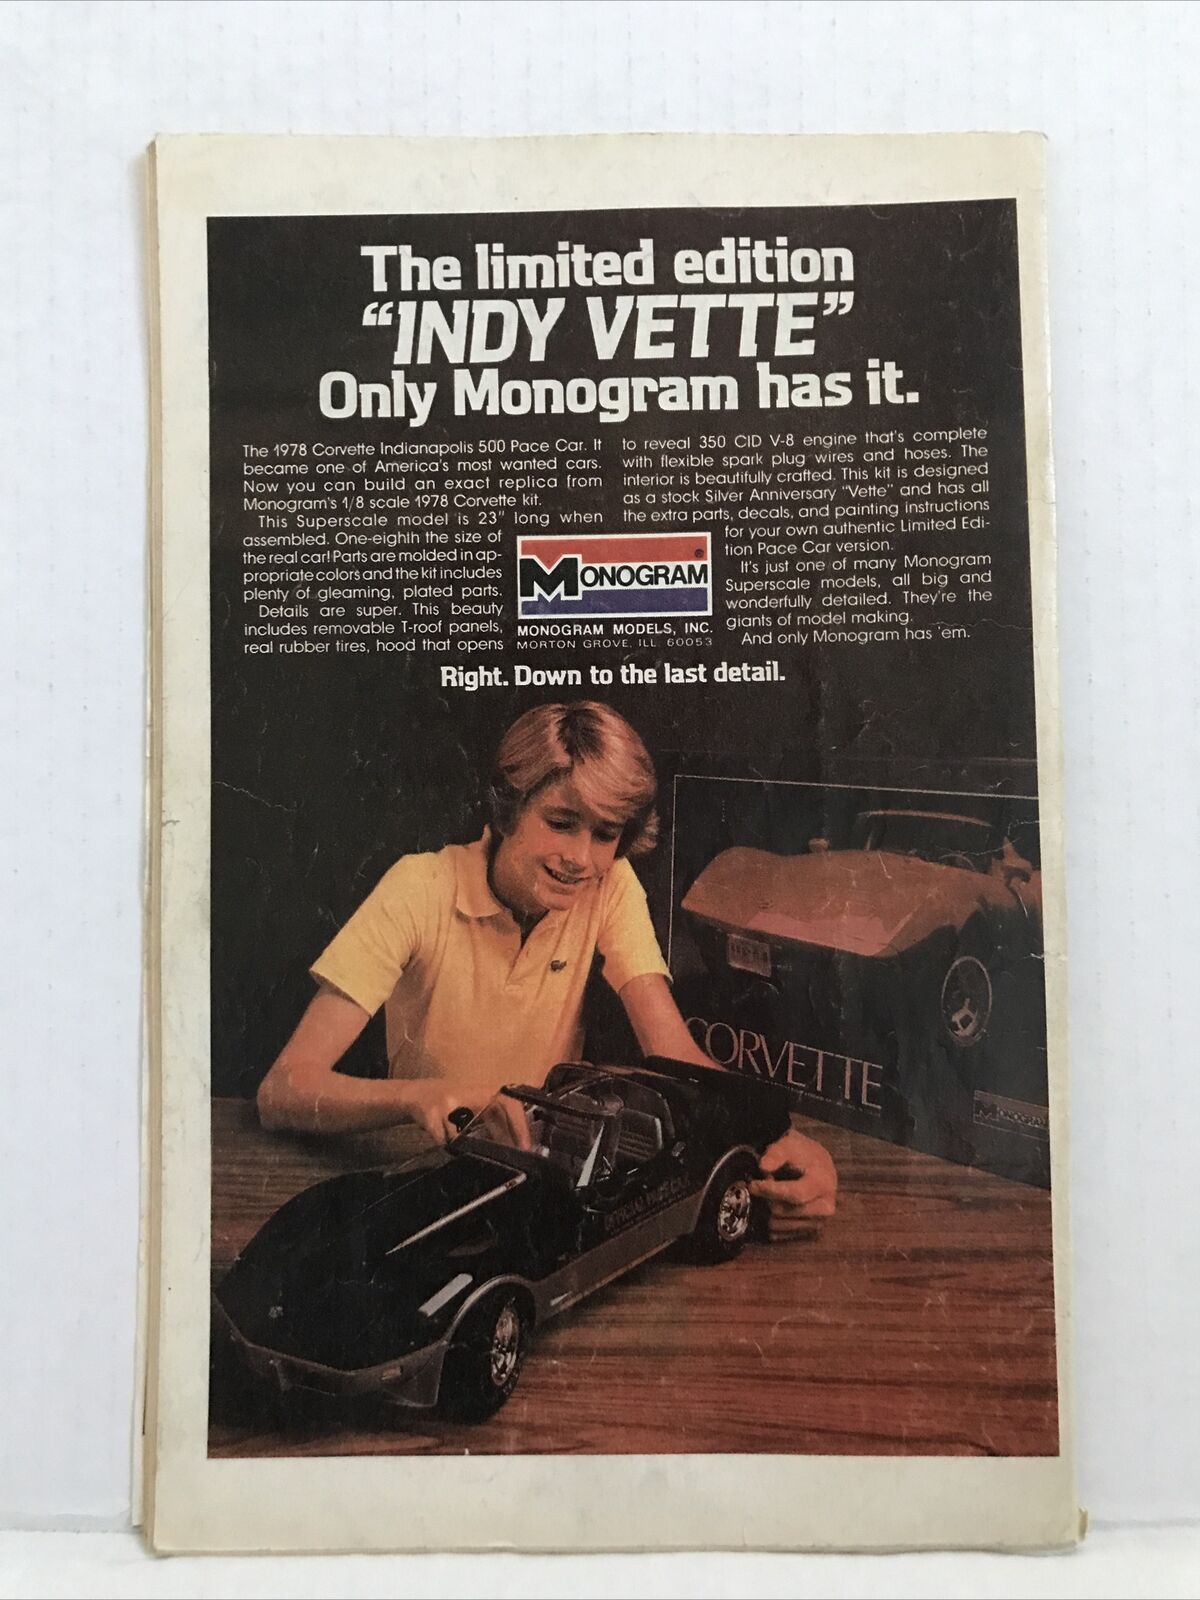 The limited edition
“INDY VETTE”
Only Monogram has it.
The 1978 Corvette Indianapolis 500 Pace Car. It
became one of America's most wanted cars.
Now you can build an exact replica from
Monogram's 1/8 scale 1978 Corvette kit.
This Superscale model is 23" long when
assembled. One-eighth the size of
the real car! Parts are molded in ap-
propriate colors and the kit includes
plenty of gleaming, plated parts.
Details are super. This beauty
includes removable T-roof panels,
real rubber tires, hood that opens
to reveal 350 CID V-8 engine that's complete
with flexible spark plug wires and hoses. The
interior is beautifully crafted. This kit is designed
as a stock Silver Anniversary "Vette" and has all
the extra parts, decals, and painting instructions
for your own authentic Limited Edi-
tion Pace Car version.
It's just one of many Monogram
Superscale models, all big and
wonderfully detailed. They're the
giants of model making.
And only Monogram has 'em.
MONOGRAM ®
MONOGRAM MODELS, INC.
MORTON GROVE, ILL. 60053
Right. Down to the last detail.
CORVETTE
MONOGRAM
OFFICIAL PACE CAR